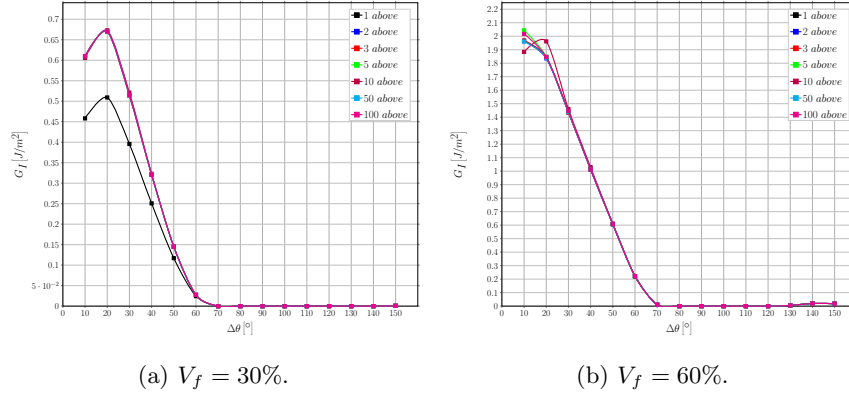 0.7
0.65
0.6
0.55
0.5
0.45
0.4
0.35
0.3
0.25
0.2
0.15
0.1
5 · 10⁻²
0
G_I [J/m²]
0 10 20 30 40 50 60 70 80 90 100 110 120 130 140 150
Δθ [°]
1 above
2 above
3 above
5 above
10 above
50 above
100 above
(a) V_f = 30%.
2.2
2.1
2
1.9
1.8
1.7
1.6
1.5
1.4
1.3
1.2
1.1
1
0.9
0.8
0.7
0.6
0.5
0.4
0.3
0.2
0.1
0
G_I [J/m²]
0 10 20 30 40 50 60 70 80 90 100 110 120 130 140 150
Δθ [°]
1 above
2 above
3 above
5 above
10 above
50 above
100 above
(b) V_f = 60%.